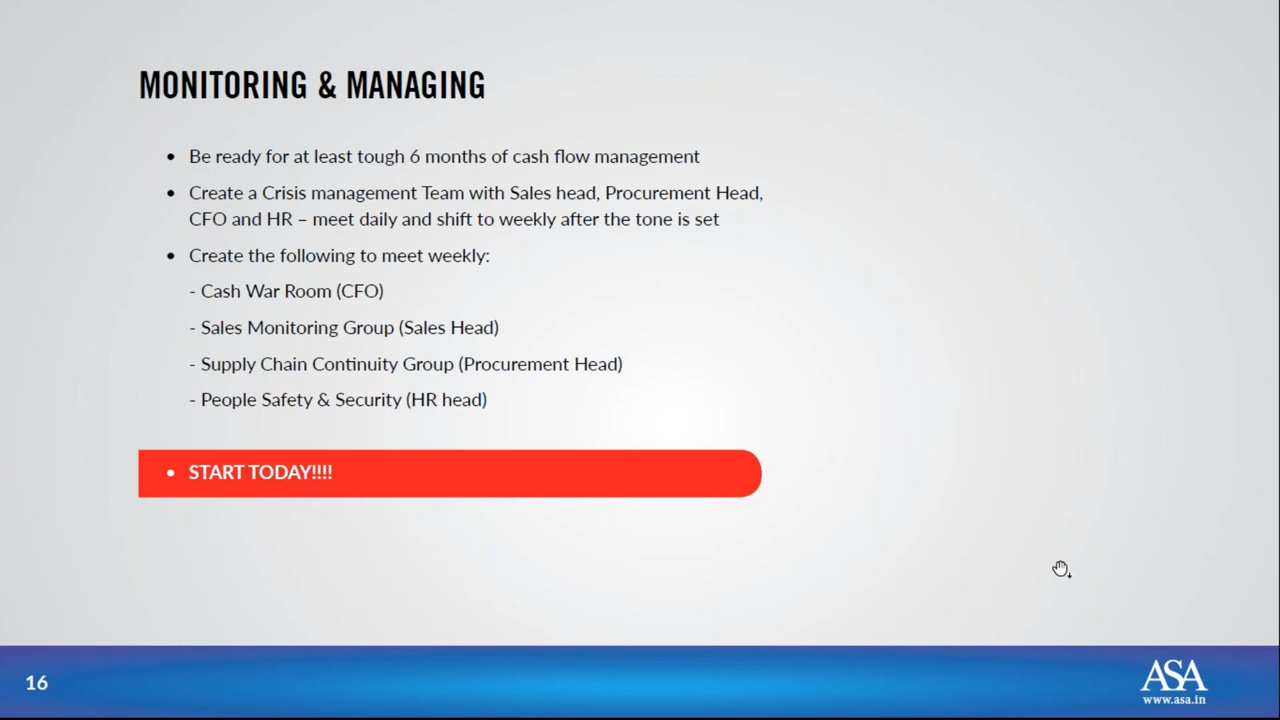 MONITORING & MANAGING
• Be ready for at least tough 6 months of cash flow management
• Create a Crisis management Team with Sales head, Procurement Head,
CFO and HR – meet daily and shift to weekly after the tone is set
• Create the following to meet weekly:
- Cash War Room (CFO)
- Sales Monitoring Group (Sales Head)
- Supply Chain Continuity Group (Procurement Head)
- People Safety & Security (HR head)
• START TODAY!!!!
16
ASA
www.asa.in